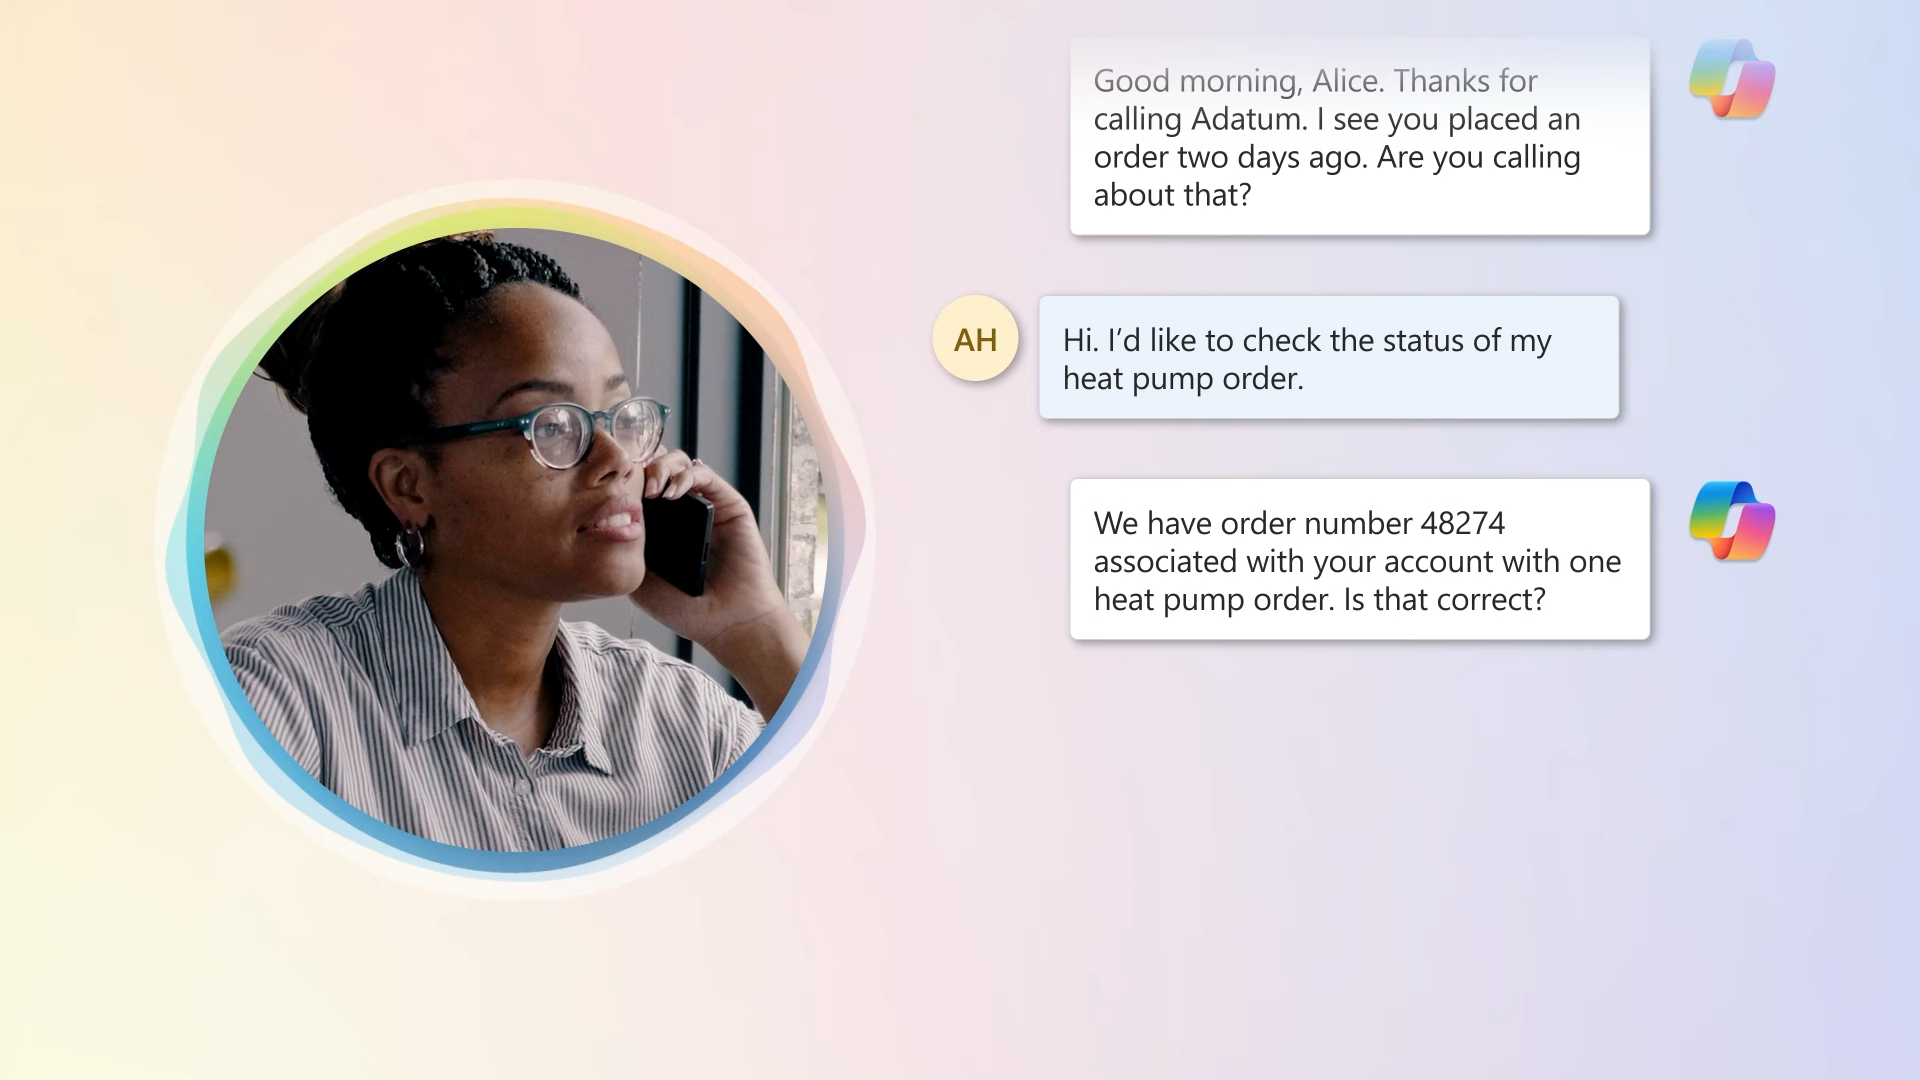 Good morning, Alice. Thanks for
calling Adatum. I see you placed an
order two days ago. Are you calling
about that?
AH
Hi. I’d like to check the status of my
heat pump order.
We have order number 48274
associated with your account with one
heat pump order. Is that correct?